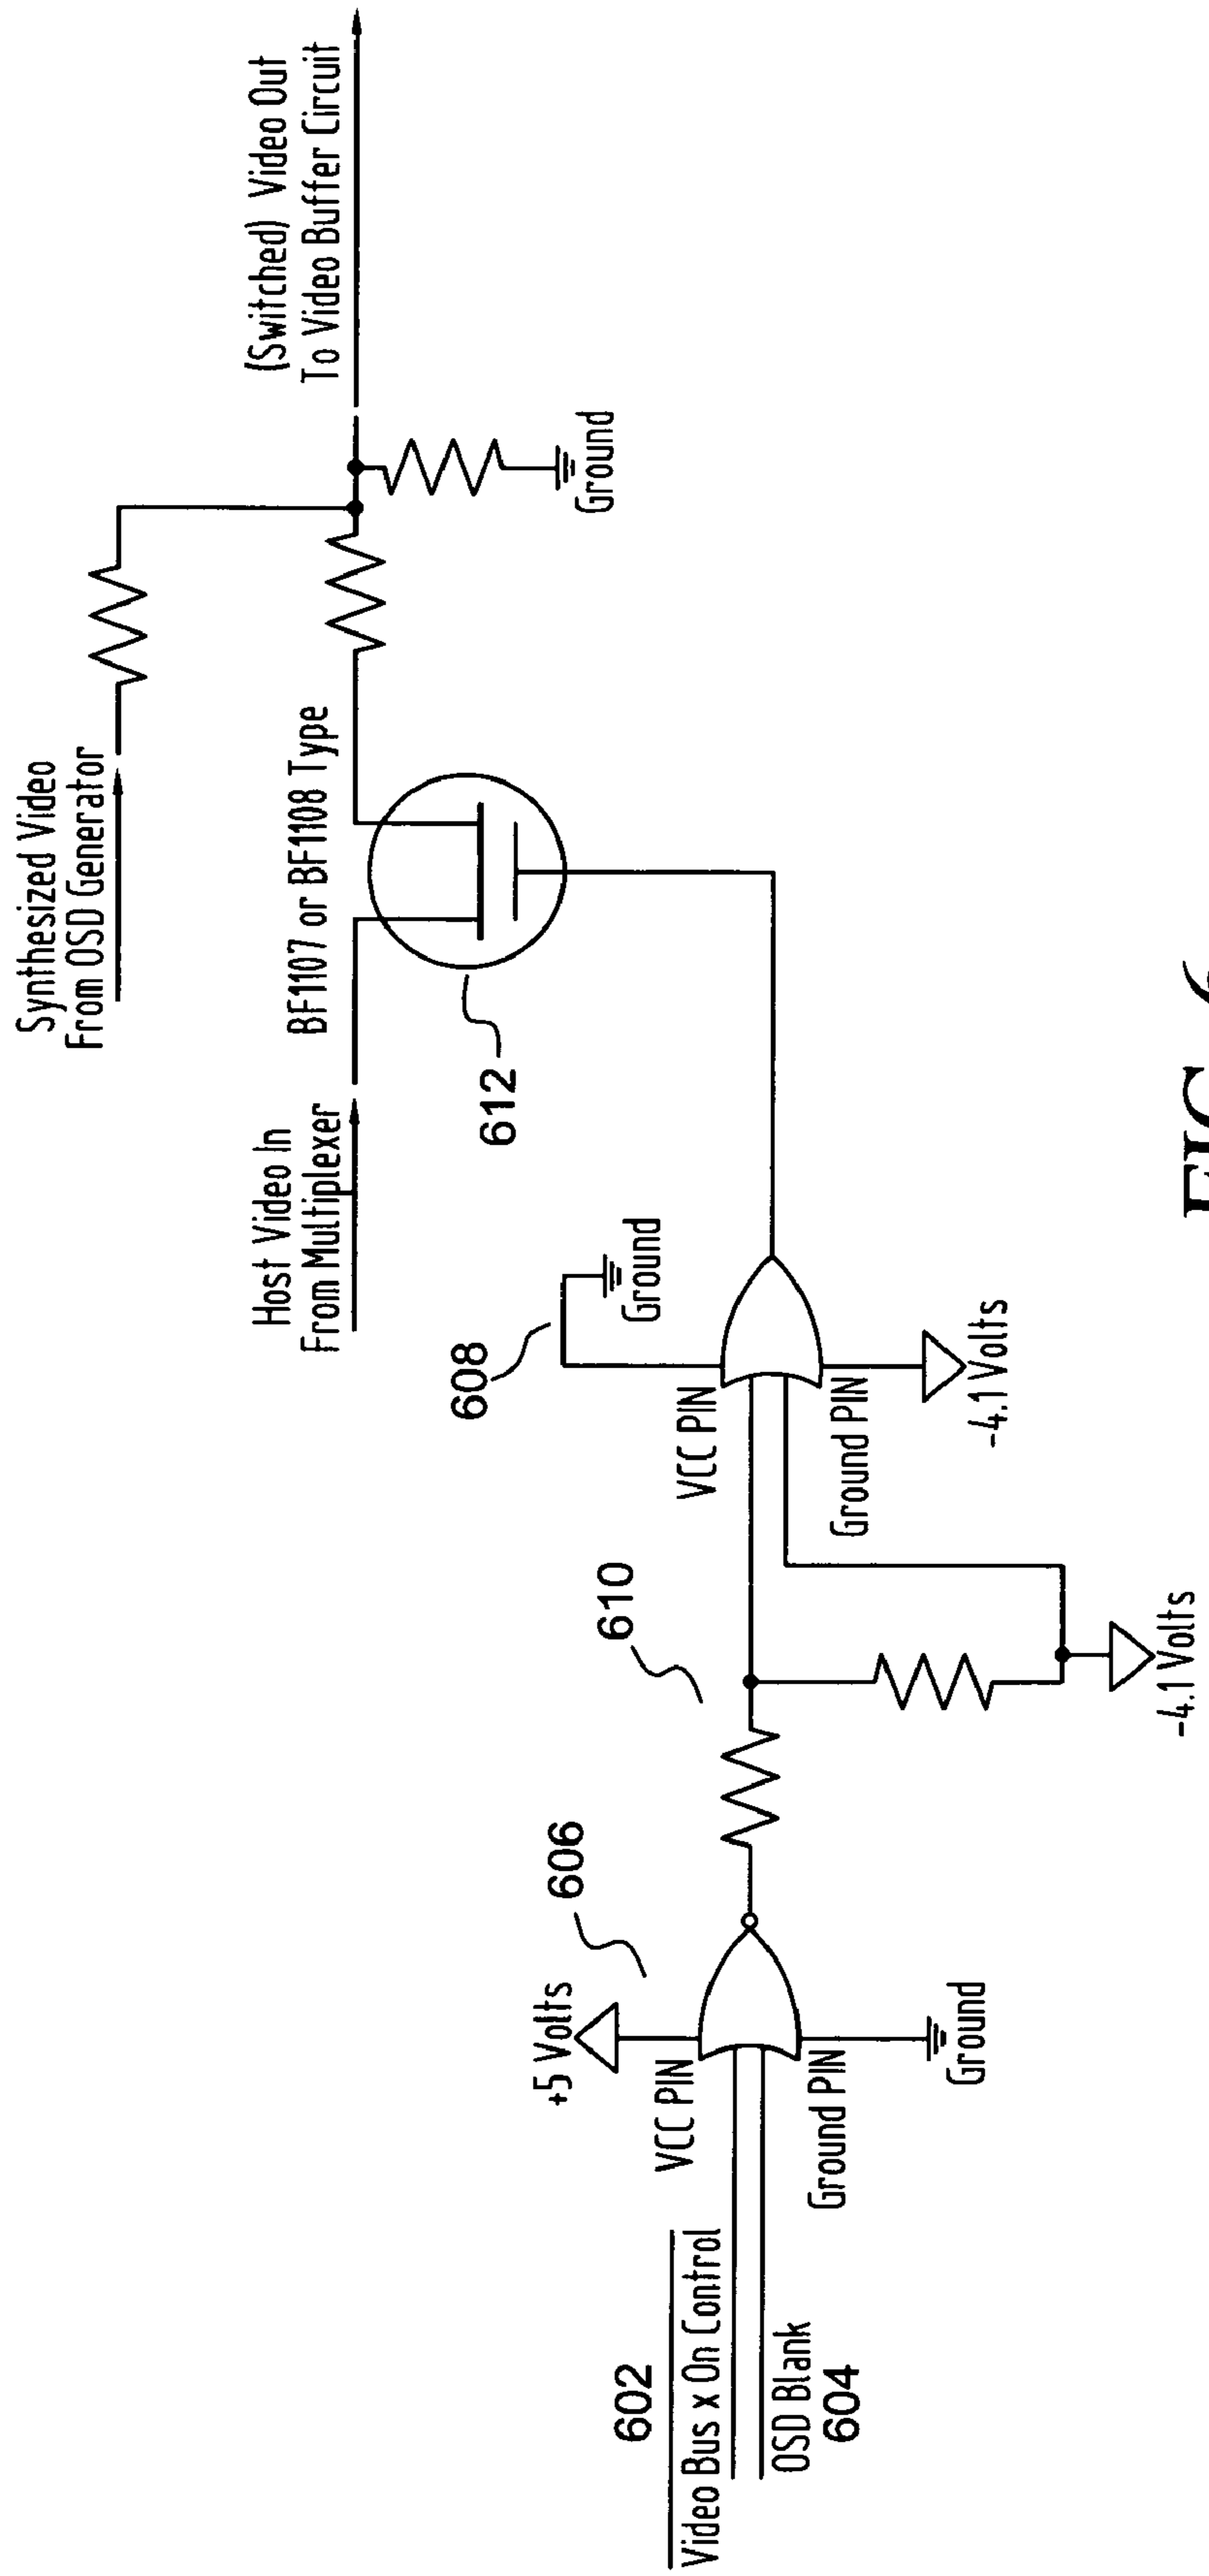 Synthesized Video
From OSD Generator
(Switched) Video Out
To Video Buffer Circuit
Host Video In
From Multiplexer
BF1107 or BF1108 Type
612
Ground
608
Ground
VCC PIN
Ground PIN
-4.1 Volts
610
-4.1 Volts
606
+5 Volts
VCC PIN
Ground PIN
Ground
602
Video Bus x On Control
OSD Blank
604
FIG. 6